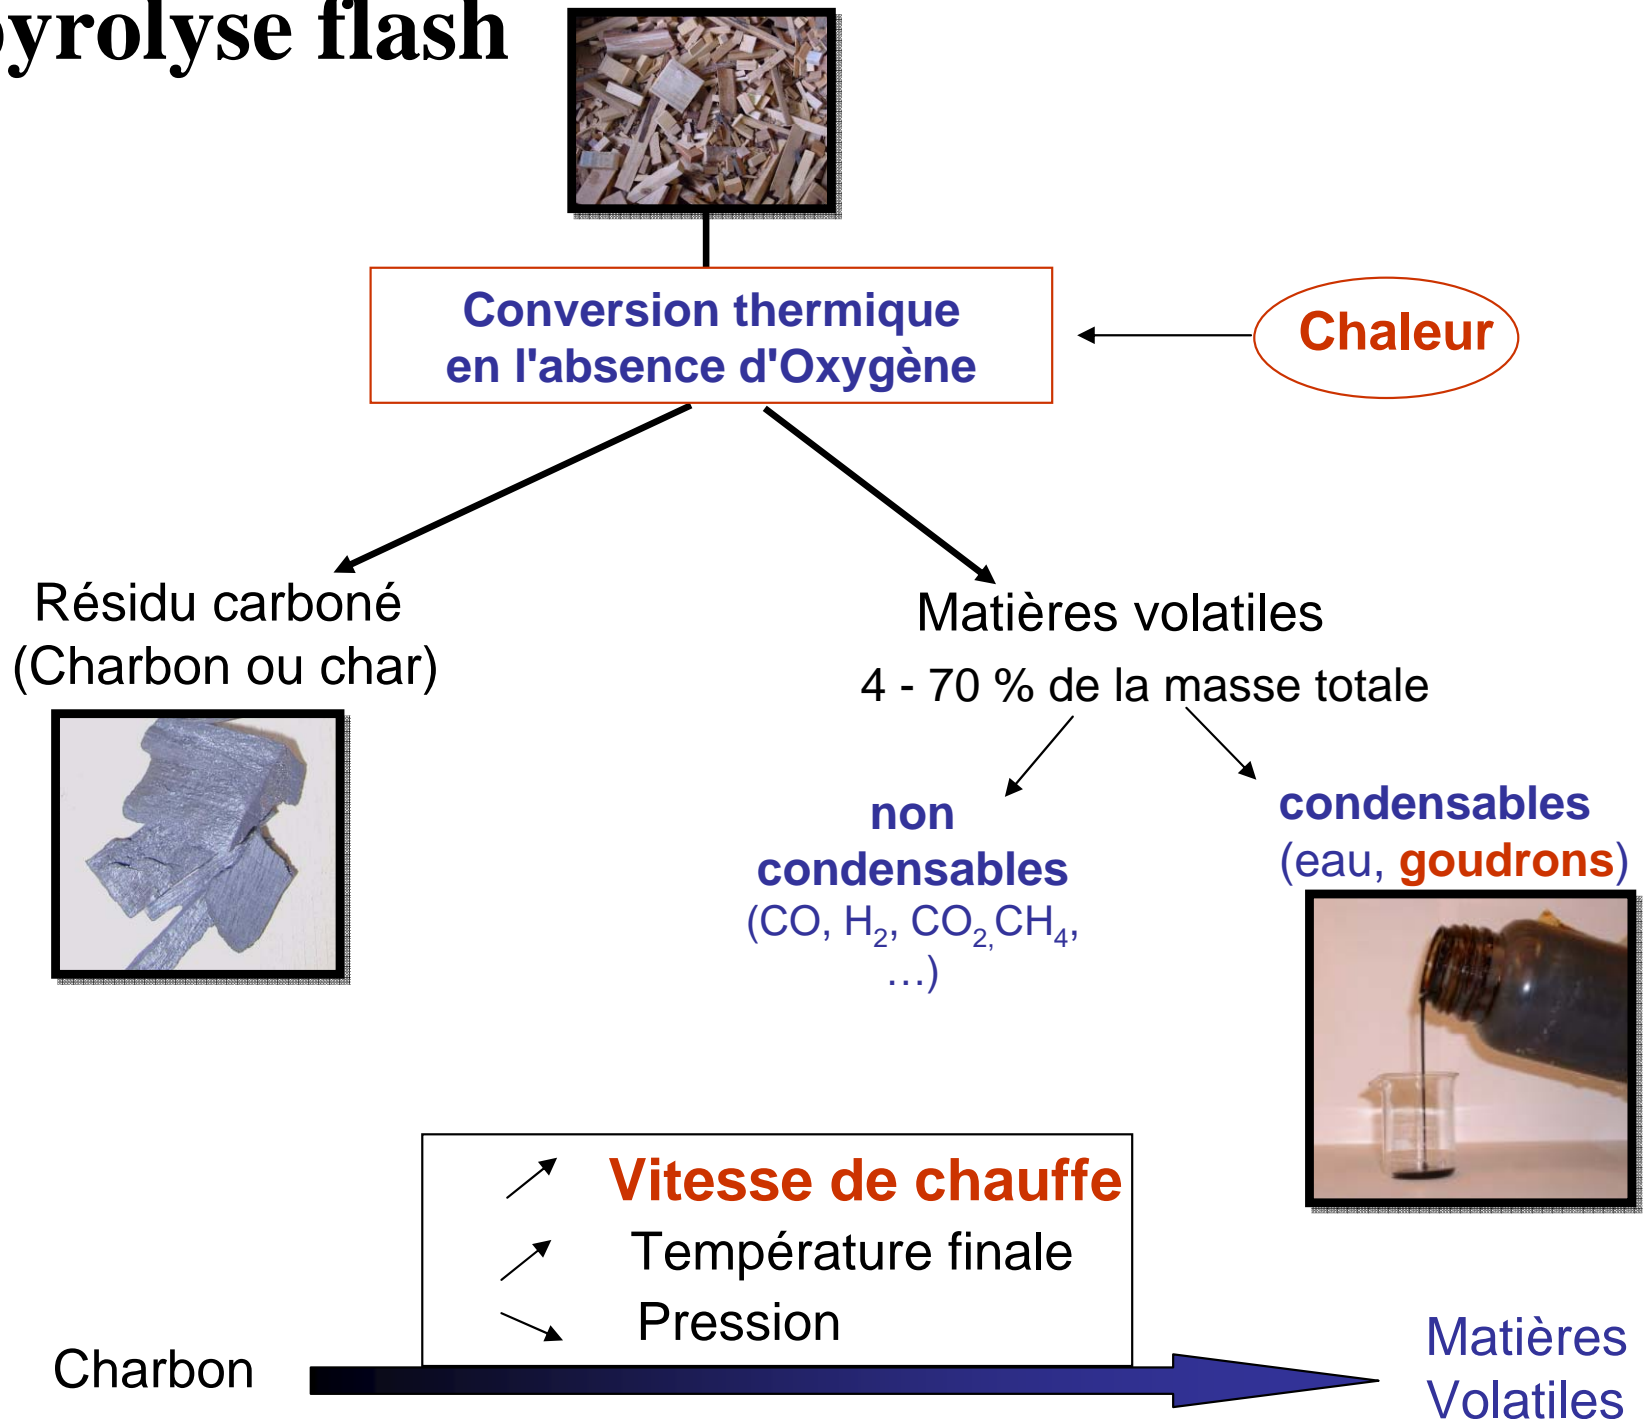 pyrolyse flash
Conversion thermique
en l'absence d'Oxygène
Chaleur
Résidu carboné
(Charbon ou char)
Matières volatiles
4 - 70 % de la masse totale
non
condensables
(CO, H₂, CO₂,CH₄,
…)
condensables
(eau, goudrons)
Vitesse de chauffe
Température finale
Pression
Charbon
Matières
Volatiles